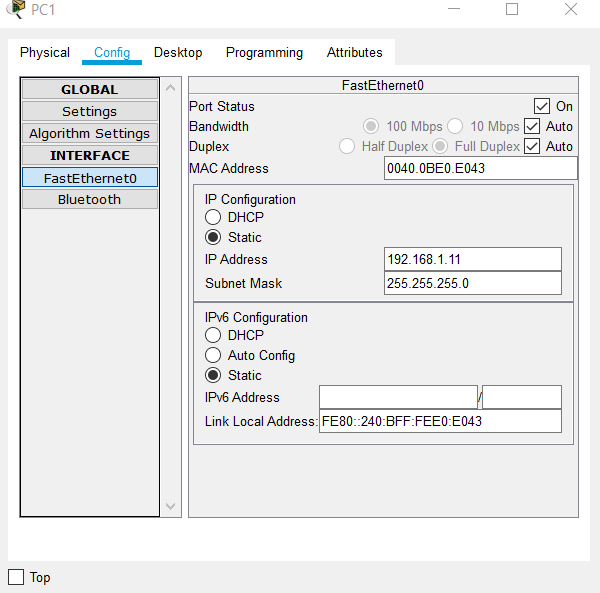 PC1
Physical Config Desktop Programming Attributes
GLOBAL
Settings
Algorithm Settings
INTERFACE
FastEthernet0
Bluetooth
FastEthernet0
Port Status On
Bandwidth 100 Mbps 10 Mbps Auto
Duplex Half Duplex Full Duplex Auto
MAC Address 0040.0BE0.E043
IP Configuration
DHCP
Static
IP Address 192.168.1.11
Subnet Mask 255.255.255.0
IPv6 Configuration
DHCP
Auto Config
Static
IPv6 Address /
Link Local Address: FE80::240:BFF:FEE0:E043
Top